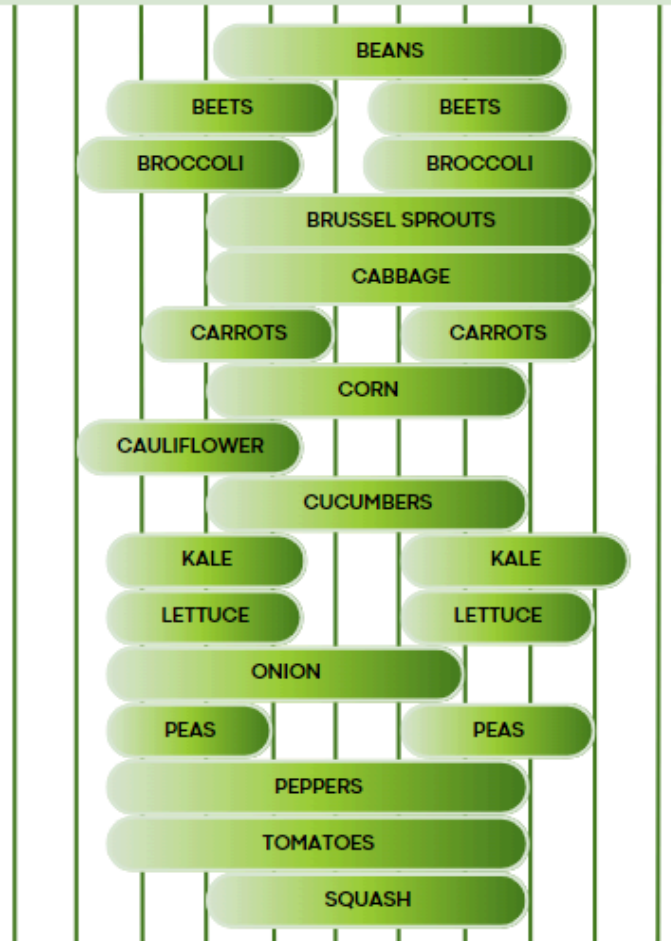 BEANS
BEETS BEETS
BROCCOLI BROCCOLI
BRUSSEL SPROUTS
CABBAGE
CARROTS CARROTS
CORN
CAULIFLOWER
CUCUMBERS
KALE KALE
LETTUCE LETTUCE
ONION
PEAS PEAS
PEPPERS
TOMATOES
SQUASH